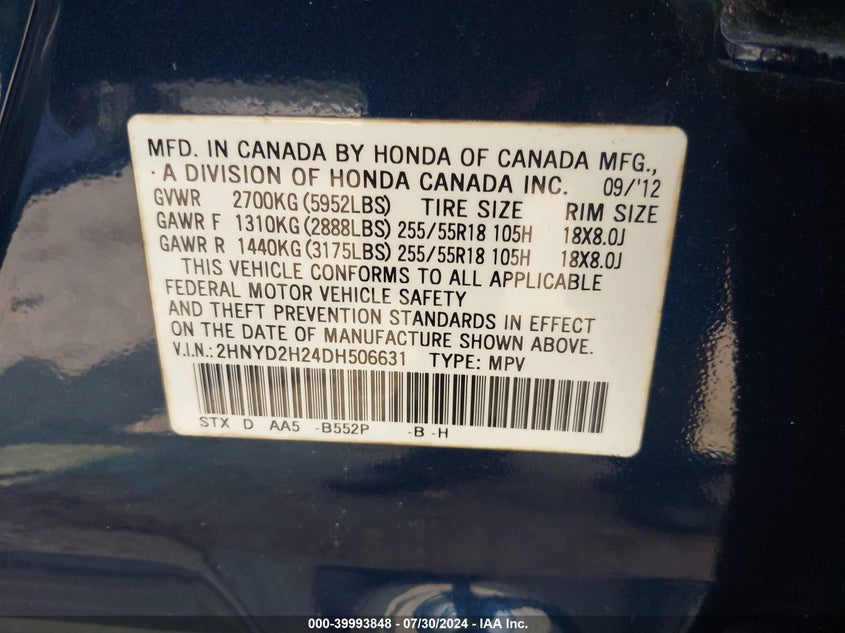 MFD. IN CANADA BY HONDA OF CANADA MFG.,
A DIVISION OF HONDA CANADA INC. 09/'12
GVWR 2700KG (5952LBS) TIRE SIZE RIM SIZE
GAWR F 1310KG (2888LBS) 255/55R18 105H 18X8.0J
GAWR R 1440KG (3175LBS) 255/55R18 105H 18X8.0J
THIS VEHICLE CONFORMS TO ALL APPLICABLE
FEDERAL MOTOR VEHICLE SAFETY
AND THEFT PREVENTION STANDARDS IN EFFECT
ON THE DATE OF MANUFACTURE SHOWN ABOVE.
V.I.N.: 2HNYD2H24DH506631 TYPE: MPV
STX D AA5 -B552P -B -H
000-39993848 - 07/30/2024 - IAA Inc.